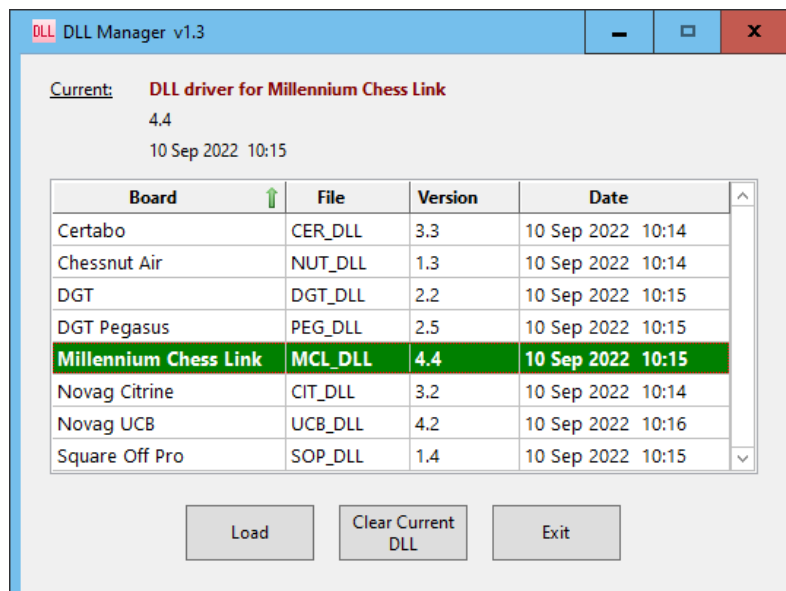 DLL DLL Manager v1.3
Current: DLL driver for Millennium Chess Link
4.4
10 Sep 2022 10:15
Board File Version Date
Certabo CER_DLL 3.3 10 Sep 2022 10:14
Chessnut Air NUT_DLL 1.3 10 Sep 2022 10:14
DGT DGT_DLL 2.2 10 Sep 2022 10:15
DGT Pegasus PEG_DLL 2.5 10 Sep 2022 10:15
Millennium Chess Link MCL_DLL 4.4 10 Sep 2022 10:15
Novag Citrine CIT_DLL 3.2 10 Sep 2022 10:14
Novag UCB UCB_DLL 4.2 10 Sep 2022 10:16
Square Off Pro SOP_DLL 1.4 10 Sep 2022 10:15
Load Clear Current Exit
DLL